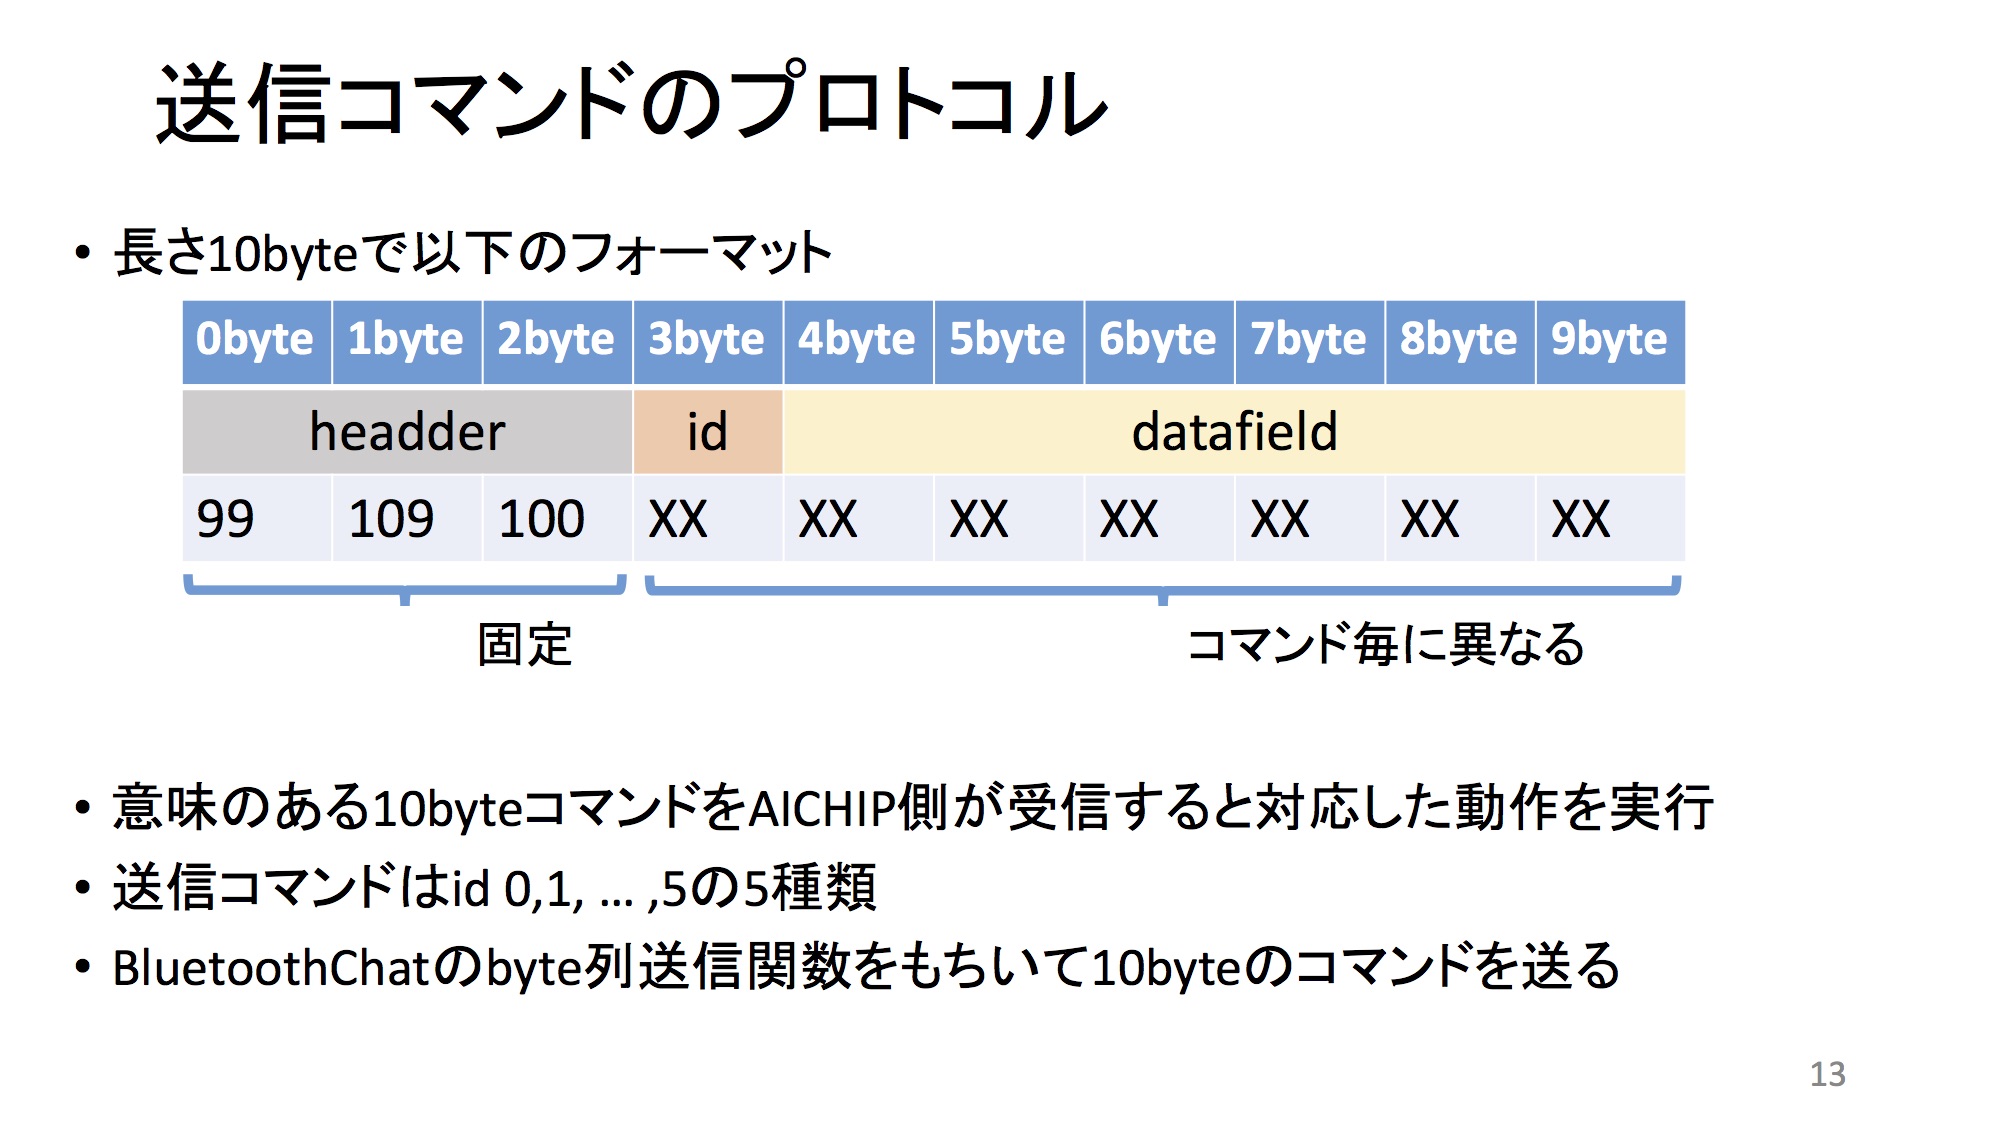 送信コマンドのプロトコル
• 長さ10byteで以下のフォーマット
0byte 1byte 2byte 3byte 4byte 5byte 6byte 7byte 8byte 9byte
headder id datafield
99 109 100 XX XX XX XX XX XX XX
固定 コマンド毎に異なる
• 意味のある10byteコマンドをAICHIP側が受信すると対応した動作を実行
• 送信コマンドはid 0,1, ... ,5の5種類
• BluetoothChatのbyte列送信関数をもちいて10byteのコマンドを送る
13